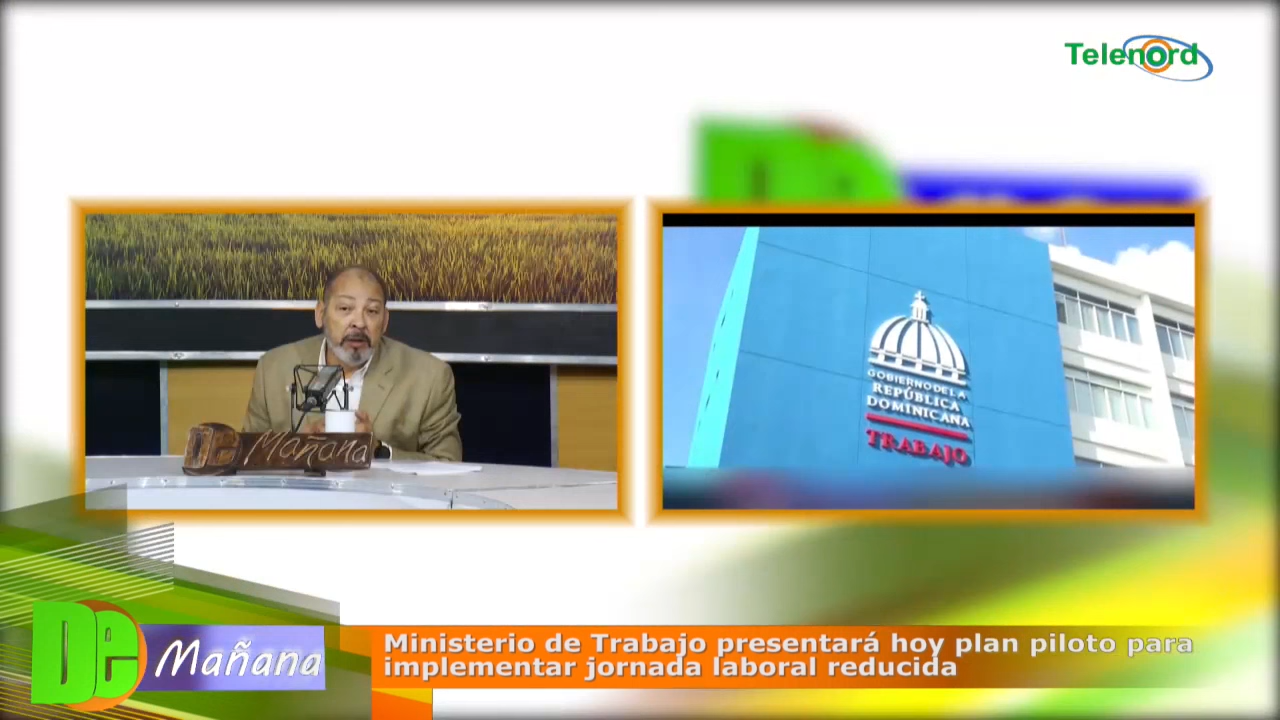 Telenord
De Mañana
GOBIERNO DE LA
REPÚBLICA
DOMINICANA
TRABAJO
De Mañana
Ministerio de Trabajo presentará hoy plan piloto para
implementar jornada laboral reducida